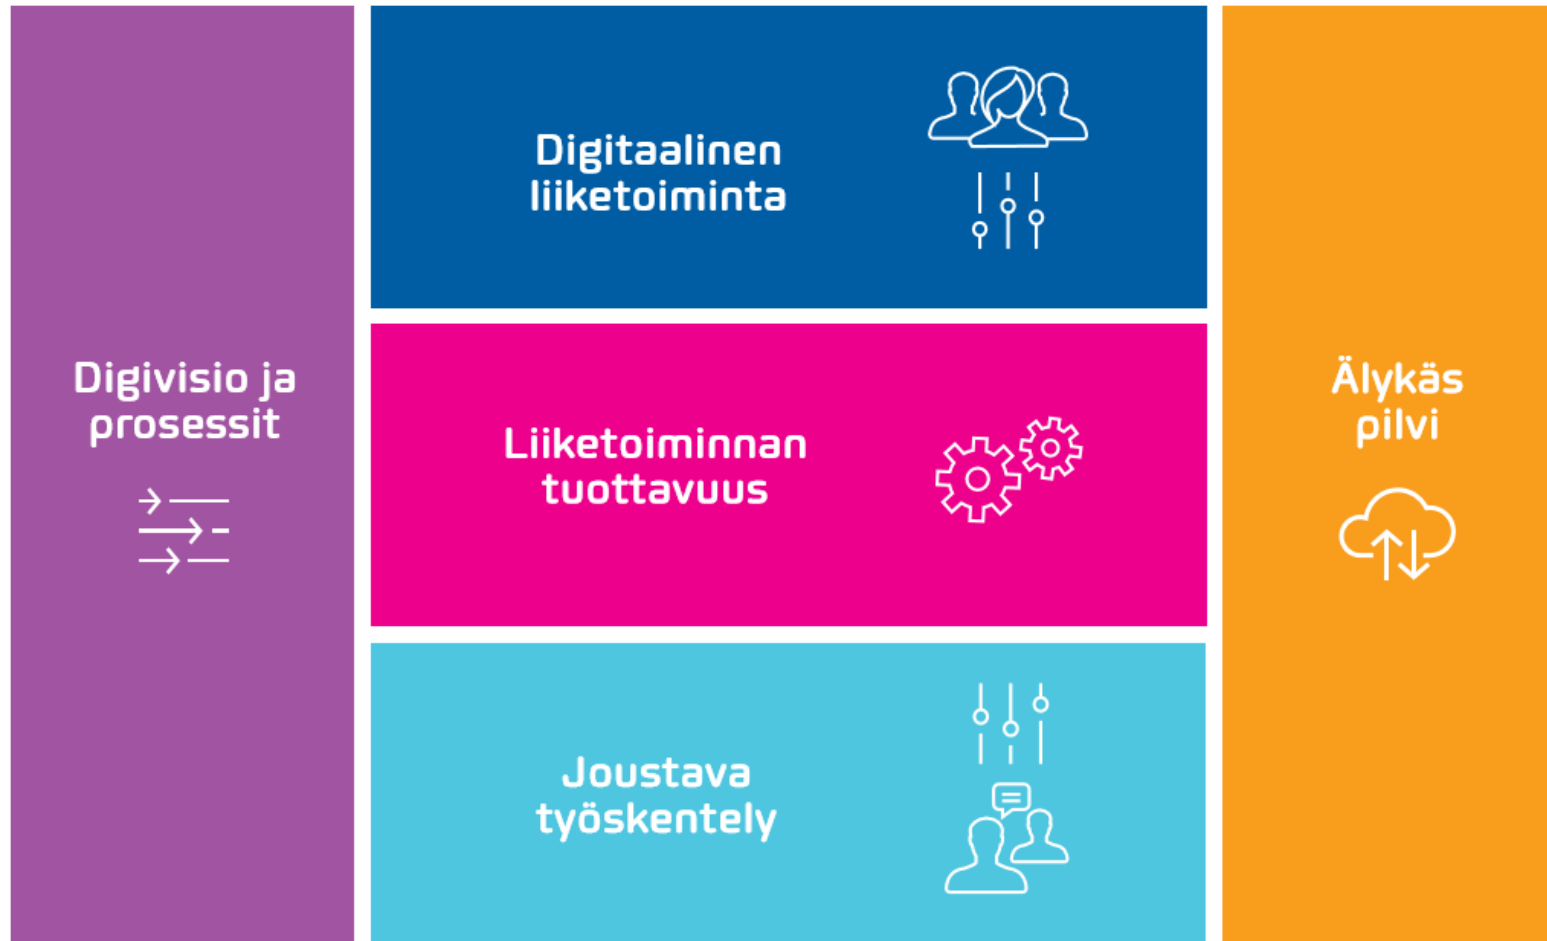 Digivisio ja
prosessit
Digitaalinen
liiketoiminta
Liiketoiminnan
tuottavuus
Joustava
työskentely
Älykäs
pilvi